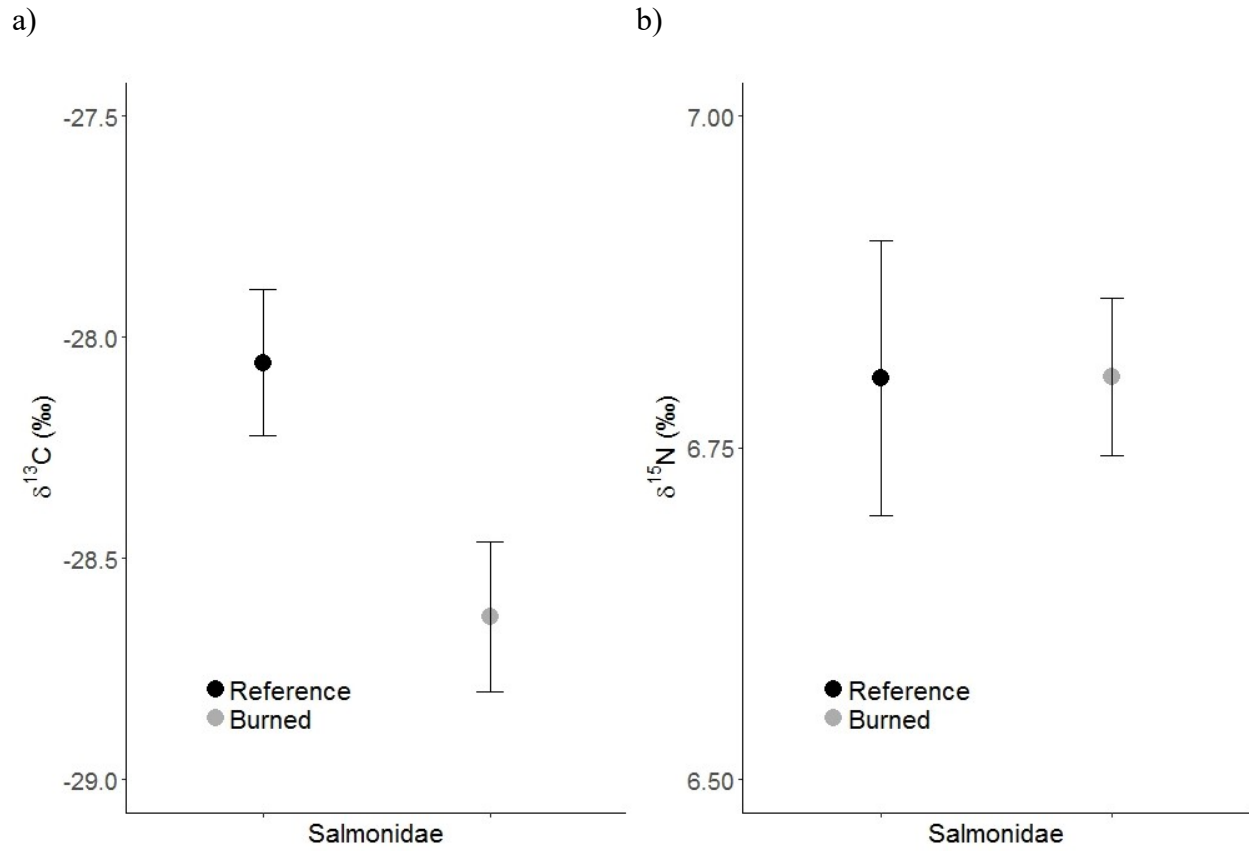 a)
-27.5
-28.0
-28.5
-29.0
δ¹³C (‰)
Reference
Burned
Salmonidae
b)
7.00
6.75
6.50
δ¹⁵N (‰)
Reference
Burned
Salmonidae